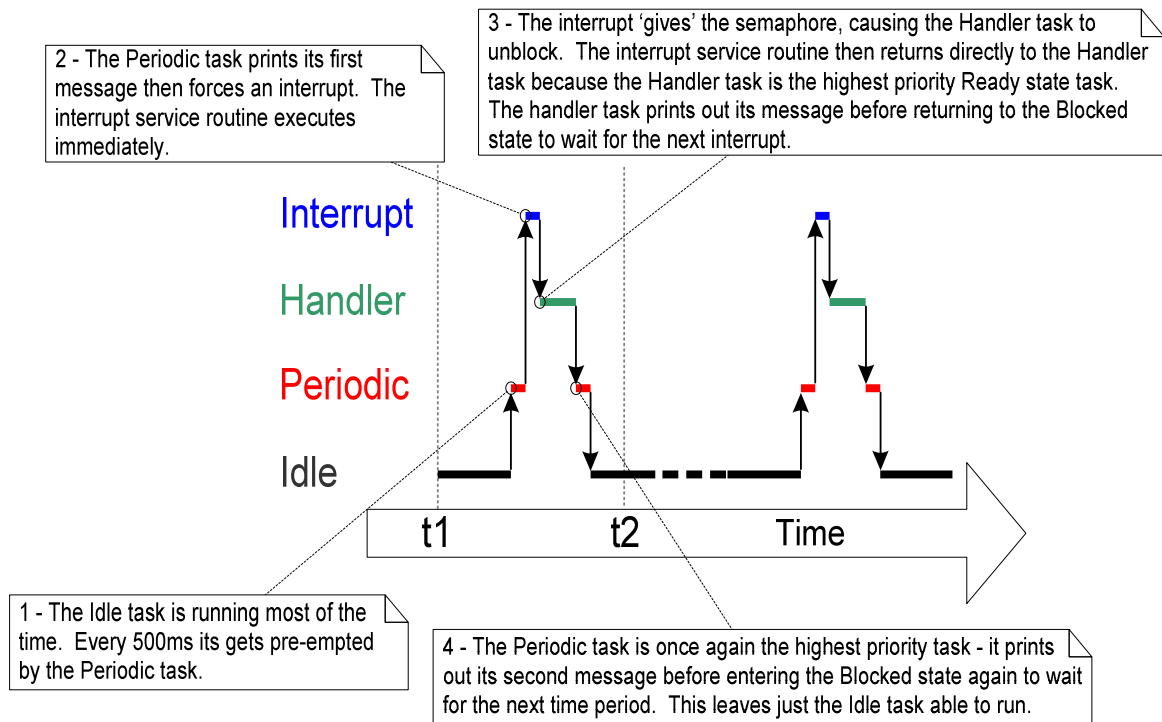 2 - The Periodic task prints its first
message then forces an interrupt. The
interrupt service routine executes
immediately.
3 - The interrupt ‘gives’ the semaphore, causing the Handler task to
unblock. The interrupt service routine then returns directly to the Handler
task because the Handler task is the highest priority Ready state task.
The handler task prints out its message before returning to the Blocked
state to wait for the next interrupt.
Interrupt
Handler
Periodic
Idle
t1
t2
Time
1 - The Idle task is running most of the
time. Every 500ms its gets pre-empted
by the Periodic task.
4 - The Periodic task is once again the highest priority task - it prints
out its second message before entering the Blocked state again to wait
for the next time period. This leaves just the Idle task able to run.